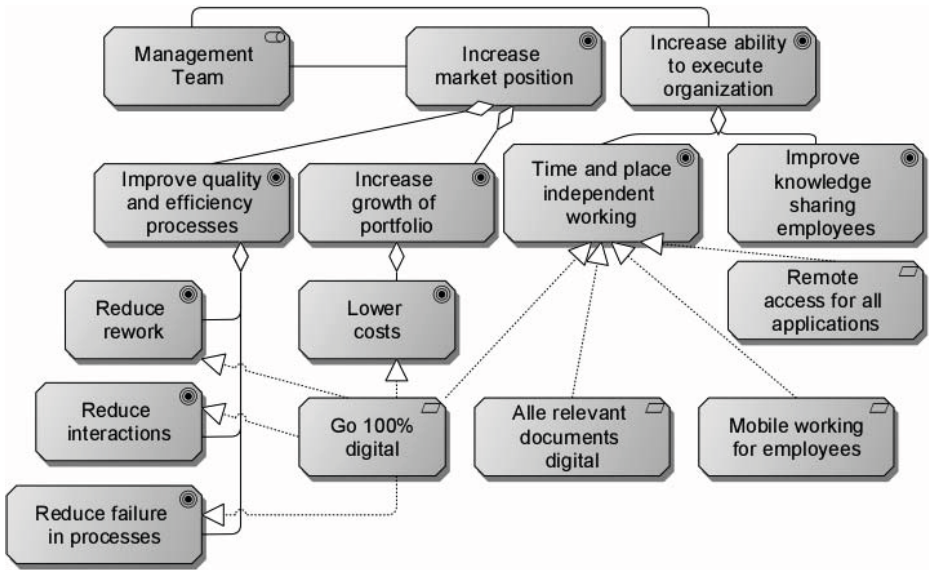 Management
Team
Increase
market position
Increase ability
to execute
organization
Improve quality
and efficiency
processes
Increase
growth of
portfolio
Time and place
independent
working
Improve
knowledge
sharing
employees
Remote
access for all
applications
Reduce
rework
Lower
costs
Reduce
interactions
Go 100%
digital
Alle relevant
documents
digital
Mobile working
for employees
Reduce failure
in processes